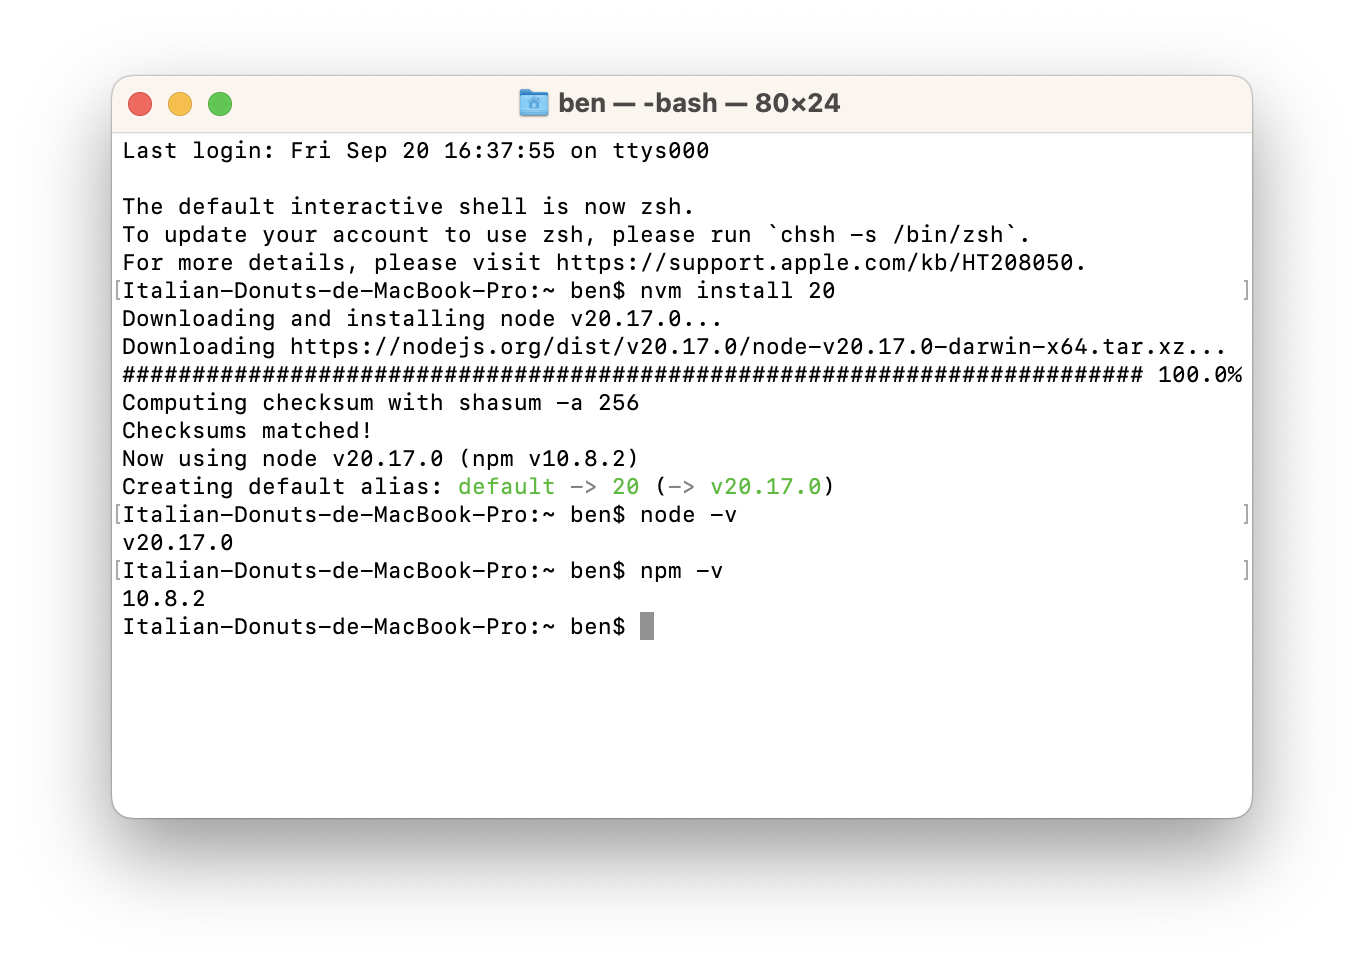 ben — -bash — 80×24
Last login: Fri Sep 20 16:37:55 on ttys000
The default interactive shell is now zsh.
To update your account to use zsh, please run `chsh -s /bin/zsh`.
For more details, please visit https://support.apple.com/kb/HT208050.
[Italian-Donuts-de-MacBook-Pro:~ ben$ nvm install 20 ]
Downloading and installing node v20.17.0...
Downloading https://nodejs.org/dist/v20.17.0/node-v20.17.0-darwin-x64.tar.xz...
######################################################################### 100.0%
Computing checksum with shasum -a 256
Checksums matched!
Now using node v20.17.0 (npm v10.8.2)
Creating default alias: default -> 20 (-> v20.17.0)
[Italian-Donuts-de-MacBook-Pro:~ ben$ node -v ]
v20.17.0
[Italian-Donuts-de-MacBook-Pro:~ ben$ npm -v ]
10.8.2
Italian-Donuts-de-MacBook-Pro:~ ben$